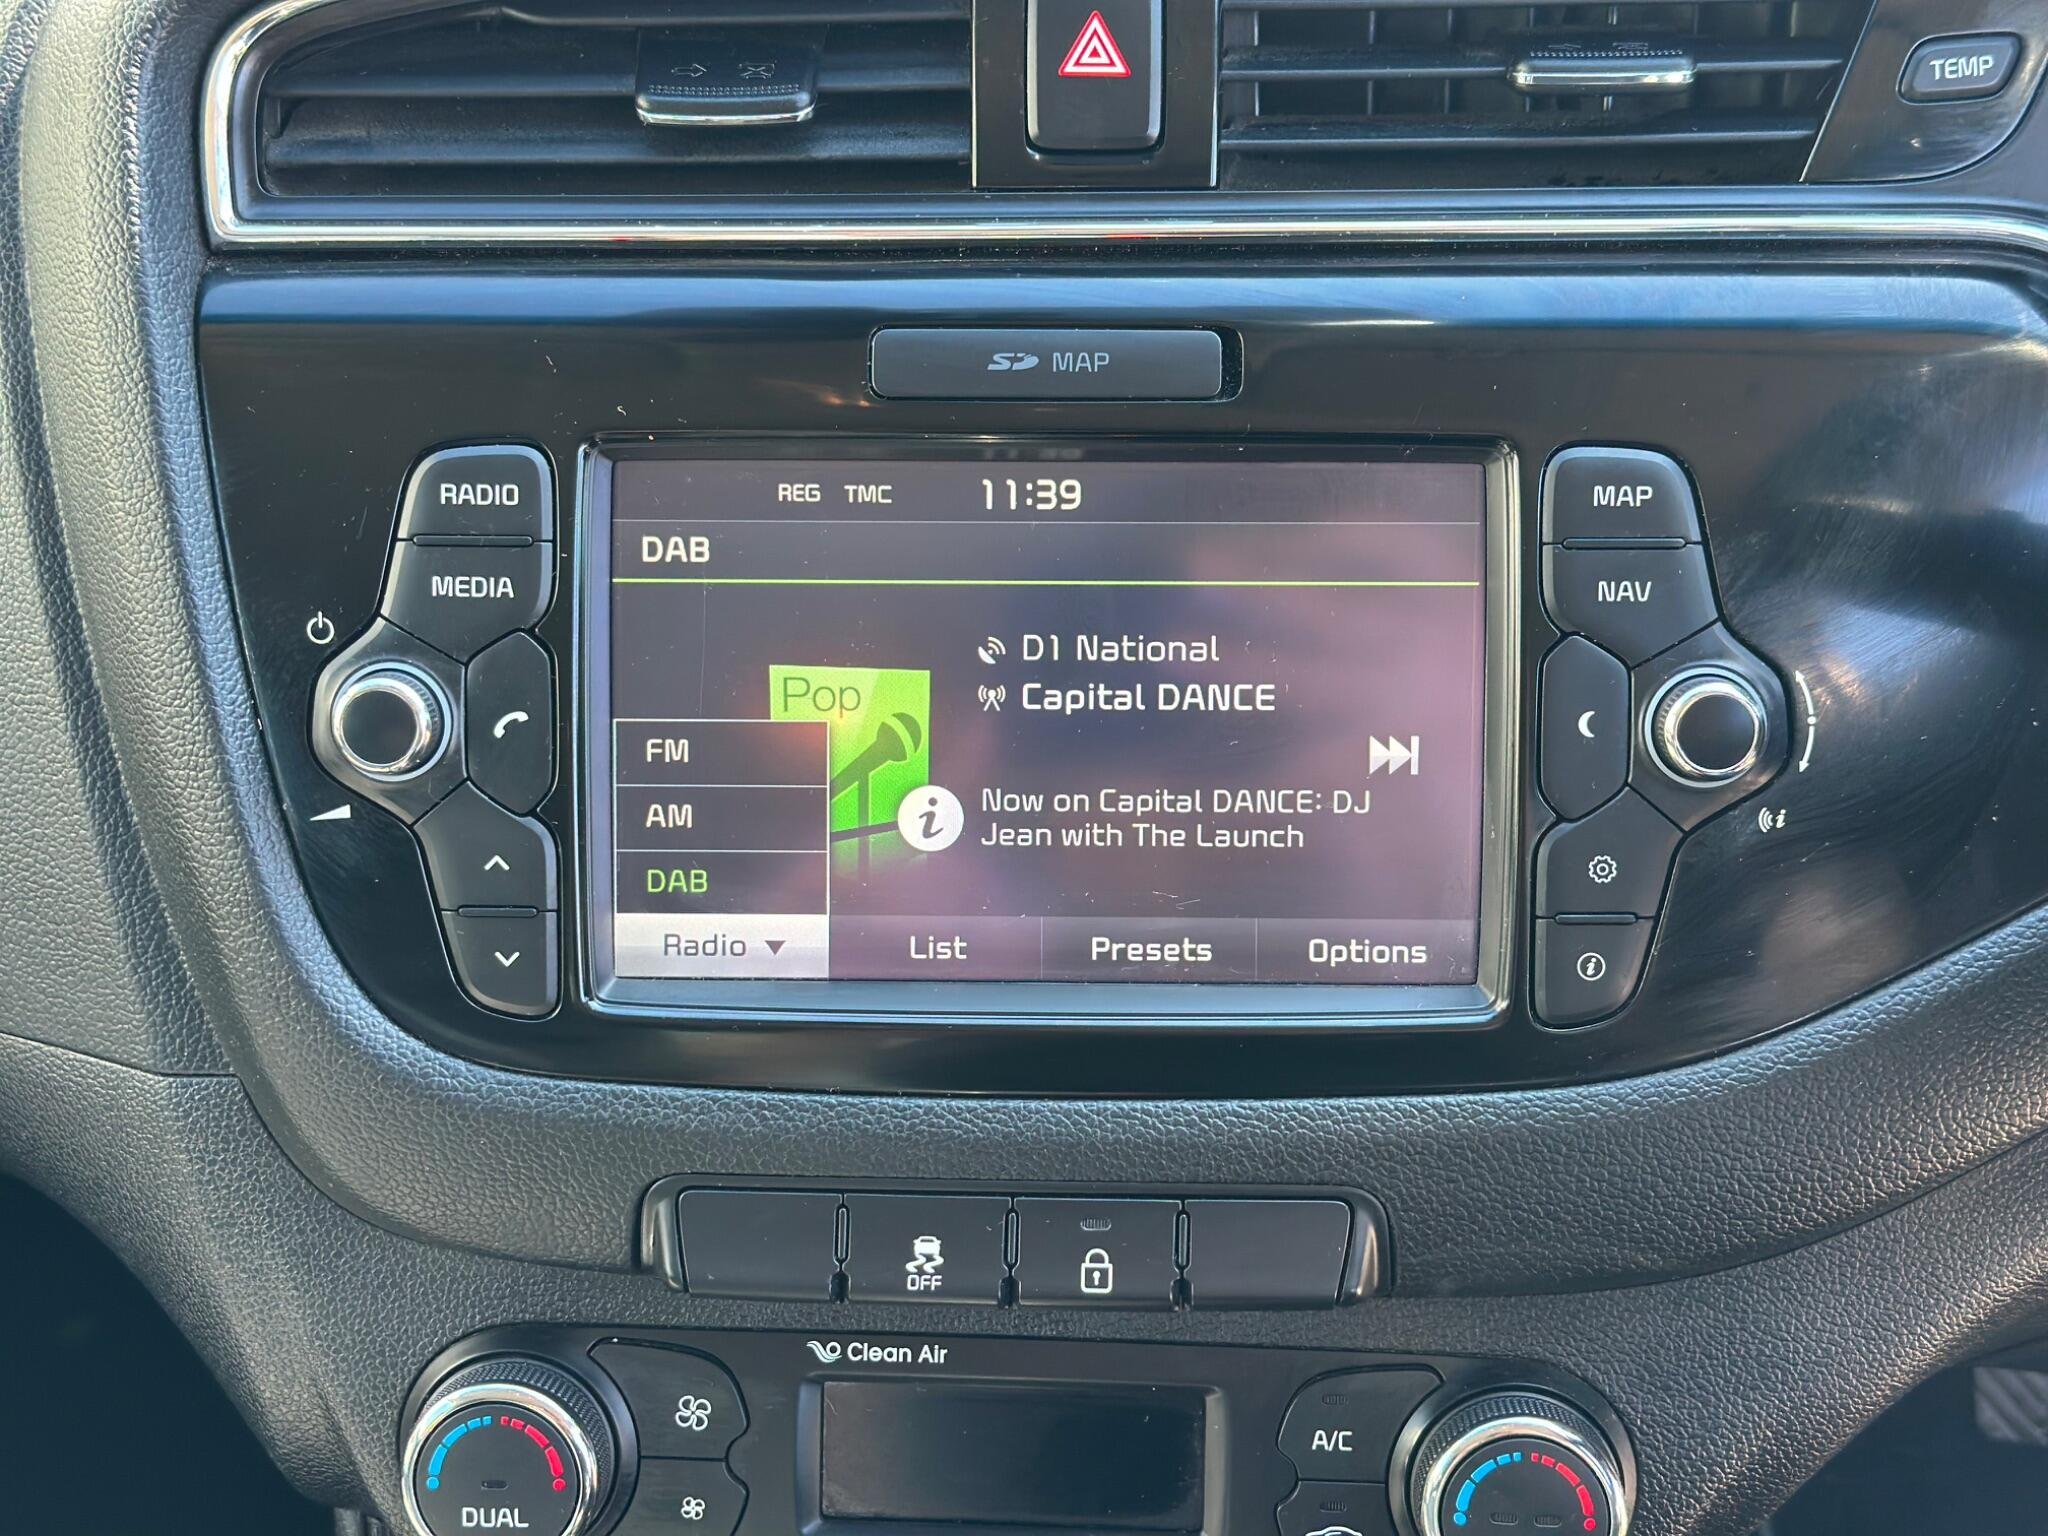 TEMP
SD MAP
RADIO
MEDIA
REG TMC 11:39
DAB
D1 National
Capital DANCE
Pop
FM
AM
DAB
Now on Capital DANCE: DJ
Jean with The Launch
Radio List Presets Options
MAP
NAV
OFF
Clean Air
DUAL
A/C